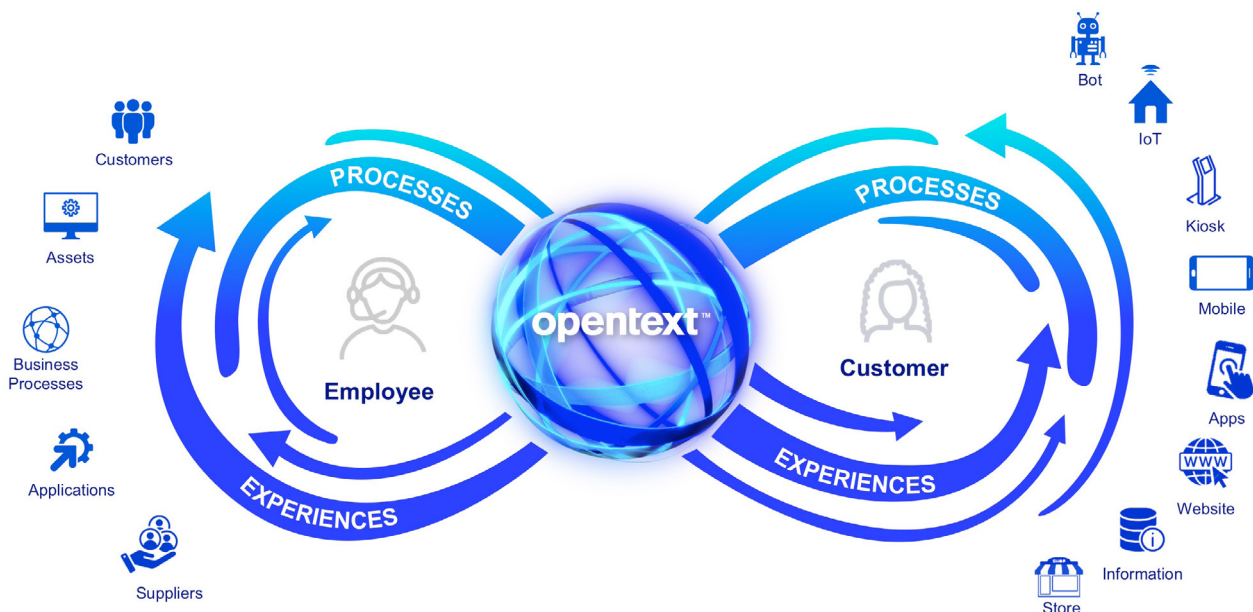 Customers
Assets
Business
Processes
Applications
Suppliers
PROCESSES
Employee
EXPERIENCES
opentext™
PROCESSES
Customer
EXPERIENCES
Bot
IoT
Kiosk
Mobile
Apps
WWW
Website
Information
Store